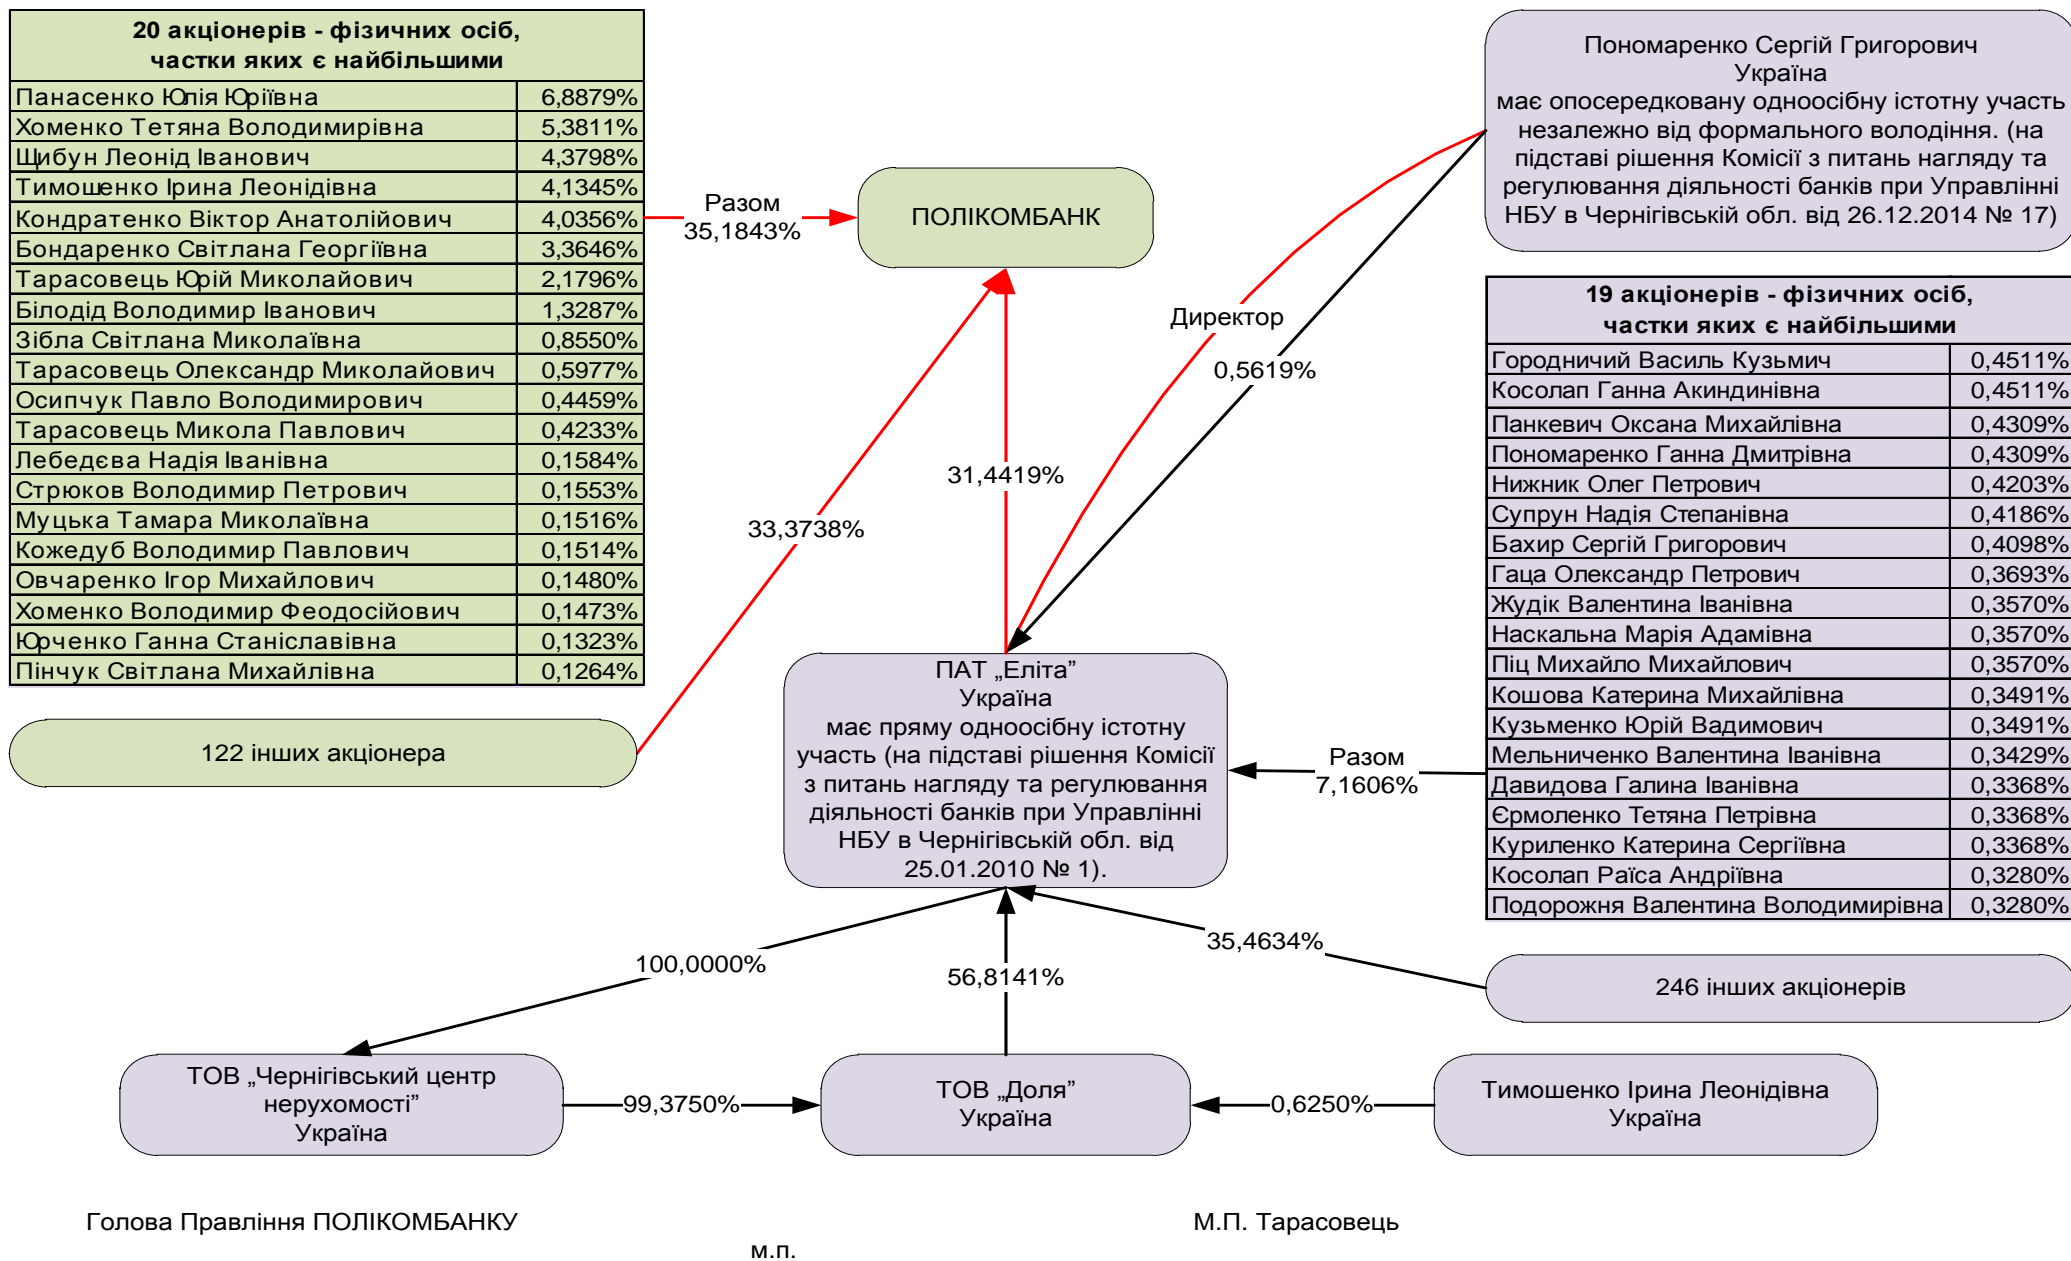 20 акціонерів - фізичних осіб,
частки яких є найбільшими
Панасенко Юлія Юріївна 6,8879%
Хоменко Тетяна Володимирівна 5,3811%
Щибун Леонід Іванович 4,3798%
Тимошенко Ірина Леонідівна 4,1345%
Кондратенко Віктор Анатолійович 4,0356%
Бондаренко Світлана Георгіївна 3,3646%
Тарасовець Юрій Миколайович 2,1796%
Білодід Володимир Іванович 1,3287%
Зібла Світлана Миколаївна 0,8550%
Тарасовець Олександр Миколайович 0,5977%
Осипчук Павло Володимирович 0,4459%
Тарасовець Микола Павлович 0,4233%
Лебедєва Надія Іванівна 0,1584%
Стрюков Володимир Петрович 0,1553%
Муцька Тамара Миколаївна 0,1516%
Кожедуб Володимир Павлович 0,1514%
Овчаренко Ігор Михайлович 0,1480%
Хоменко Володимир Феодосійович 0,1473%
Юрченко Ганна Станіславівна 0,1323%
Пінчук Світлана Михайлівна 0,1264%
122 інших акціонера
Разом
35,1843%
ПОЛІКОМБАНК
33,3738%
31,4419%
Директор
0,5619%
Пономаренко Сергій Григорович
Україна
має опосередковану одноосібну істотну участь
незалежно від формального володіння. (на
підставі рішення Комісії з питань нагляду та
регулювання діяльності банків при Управлінні
НБУ в Чернігівській обл. від 26.12.2014 № 17)
19 акціонерів - фізичних осіб,
частки яких є найбільшими
Городничий Василь Кузьмич 0,4511%
Косолап Ганна Акиндинівна 0,4511%
Панкевич Оксана Михайлівна 0,4309%
Пономаренко Ганна Дмитрівна 0,4309%
Нижник Олег Петрович 0,4203%
Супрун Надія Степанівна 0,4186%
Бахир Сергій Григорович 0,4098%
Гаца Олександр Петрович 0,3693%
Жудік Валентина Іванівна 0,3570%
Наскальна Марія Адамівна 0,3570%
Піц Михайло Михайлович 0,3570%
Кошова Катерина Михайлівна 0,3491%
Кузьменко Юрій Вадимович 0,3491%
Мельниченко Валентина Іванівна 0,3429%
Давидова Галина Іванівна 0,3368%
Єрмоленко Тетяна Петрівна 0,3368%
Куриленко Катерина Сергіївна 0,3368%
Косолап Раїса Андріївна 0,3280%
Подорожня Валентина Володимирівна 0,3280%
ПАТ „Еліта”
Україна
має пряму одноосібну істотну
участь (на підставі рішення Комісії
з питань нагляду та регулювання
діяльності банків при Управлінні
НБУ в Чернігівській обл. від
25.01.2010 № 1).
Разом
7,1606%
100,0000%
56,8141%
35,4634%
246 інших акціонерів
ТОВ „Чернігівський центр
нерухомості”
Україна
99,3750%
ТОВ „Доля”
Україна
0,6250%
Тимошенко Ірина Леонідівна
Україна
Голова Правління ПОЛІКОМБАНКУ М.П. Тарасовець
м.п.